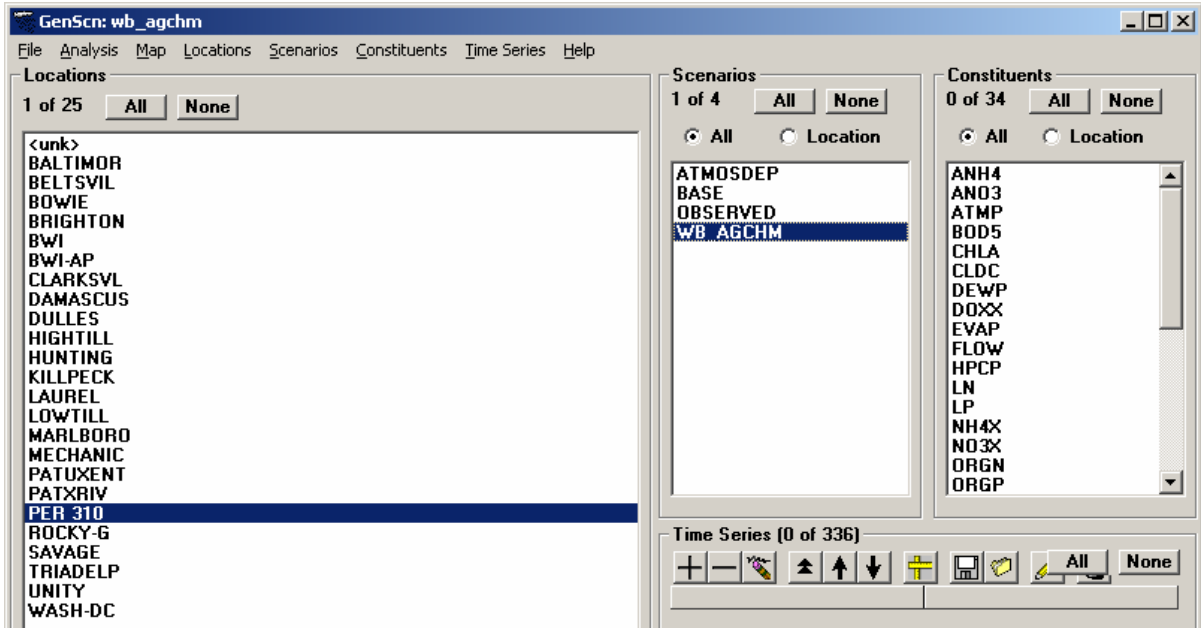 GenScn: wb_agchm
File Analysis Map Locations Scenarios Constituents Time Series Help
Locations
1 of 25 All None
<unk>
BALTIMOR
BELTSVIL
BOWIE
BRIGHTON
BWI
BWI-AP
CLARKSVL
DAMASCUS
DULLES
HIGHTILL
HUNTING
KILLPECK
LAUREL
LOWTILL
MARLBORO
MECHANIC
PATUXENT
PATXRIV
PER 310
ROCKY-G
SAVAGE
TRIADELP
UNITY
WASH-DC
Scenarios
1 of 4 All None
All Location
ATMOSDEP
BASE
OBSERVED
WB_AGCHM
Constituents
0 of 34 All None
All Location
ANH4
ANO3
ATMP
BOD5
CHLA
CLDC
DEWP
DOXX
EVAP
FLOW
HPCP
LN
LP
NH4X
NO3X
ORGN
ORGP
Time Series (0 of 336)
All None